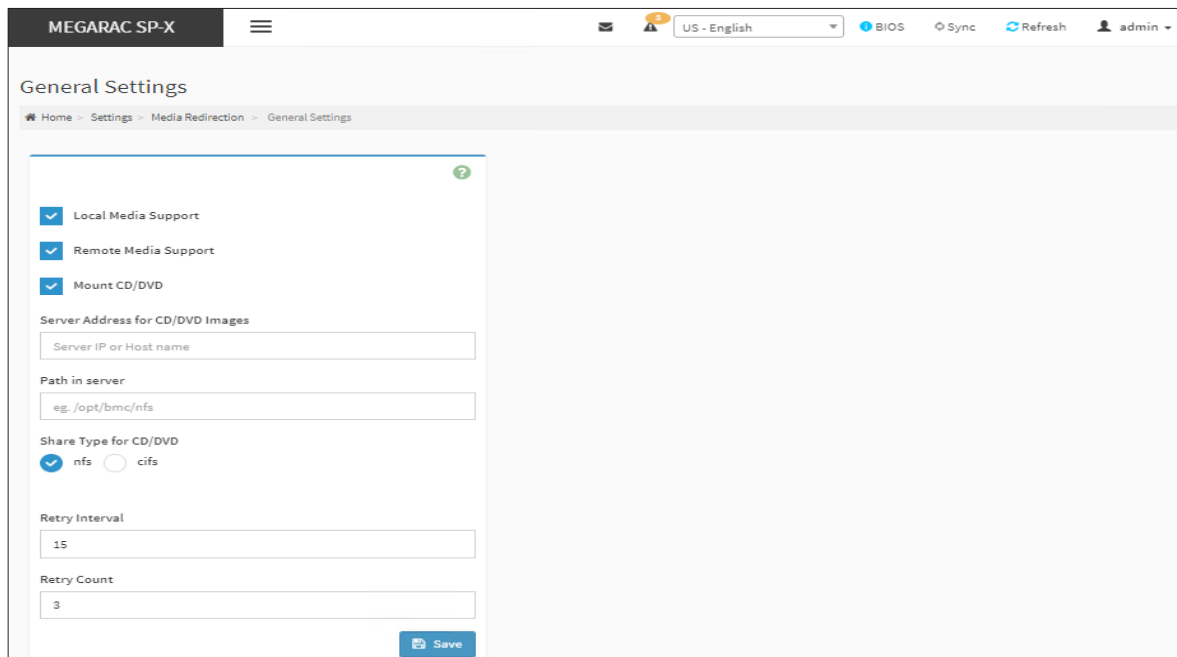 MEGARAC SP-X
3
US - English
BIOS
Sync
Refresh
admin
General Settings
Home > Settings > Media Redirection > General Settings
Local Media Support
Remote Media Support
Mount CD/DVD
Server Address for CD/DVD Images
Server IP or Host name
Path in server
eg. /opt/bmc/nfs
Share Type for CD/DVD
nfs cifs
Retry Interval
15
Retry Count
3
Save